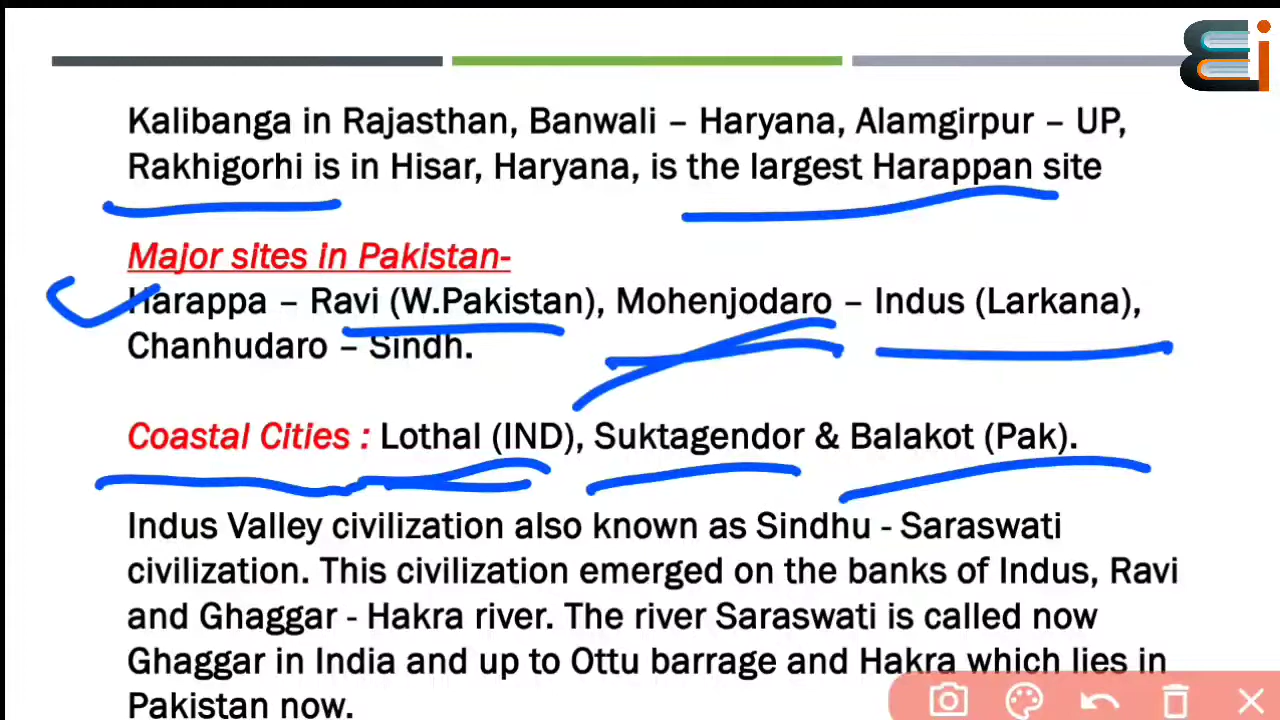 Kalibanga in Rajasthan, Banwali – Haryana, Alamgirpur – UP,
Rakhigorhi is in Hisar, Haryana, is the largest Harappan site
Major sites in Pakistan-
Harappa – Ravi (W.Pakistan), Mohenjodaro – Indus (Larkana),
Chanhudaro – Sindh.
Coastal Cities : Lothal (IND), Suktagendor & Balakot (Pak).
Indus Valley civilization also known as Sindhu - Saraswati
civilization. This civilization emerged on the banks of Indus, Ravi
and Ghaggar - Hakra river. The river Saraswati is called now
Ghaggar in India and up to Ottu barrage and Hakra which lies in
Pakistan now.